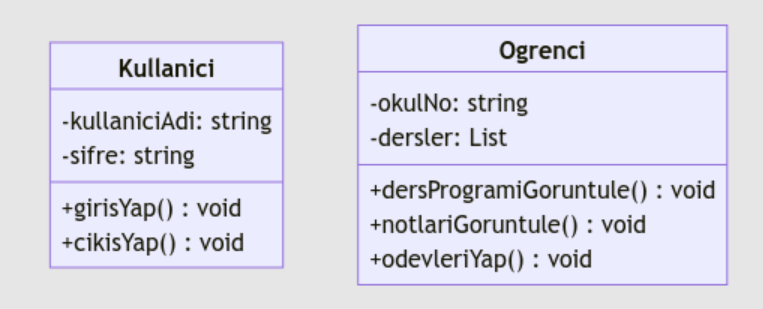 Kullanici
-kullaniciAdi: string
-sifre: string
+girisYap() : void
+cikisYap() : void
Ogrenci
-okulNo: string
-dersler: List
+dersProgramiGoruntule() : void
+notlariGoruntule() : void
+odevleriYap() : void